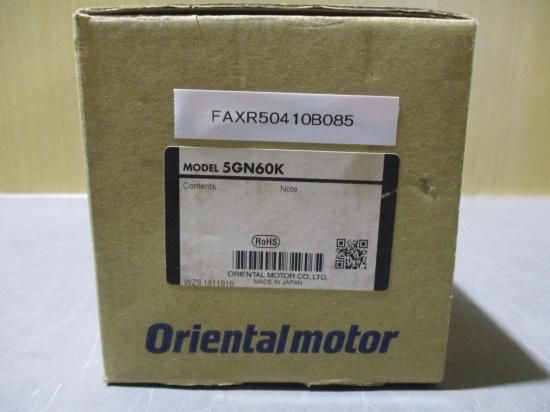 FAXR50410B085
MODEL 5GN60K
Contents Note
RoHS
ORIENTAL MOTOR CO., LTD.
WZ9 1811916 MADE IN JAPAN
Orientalmotor